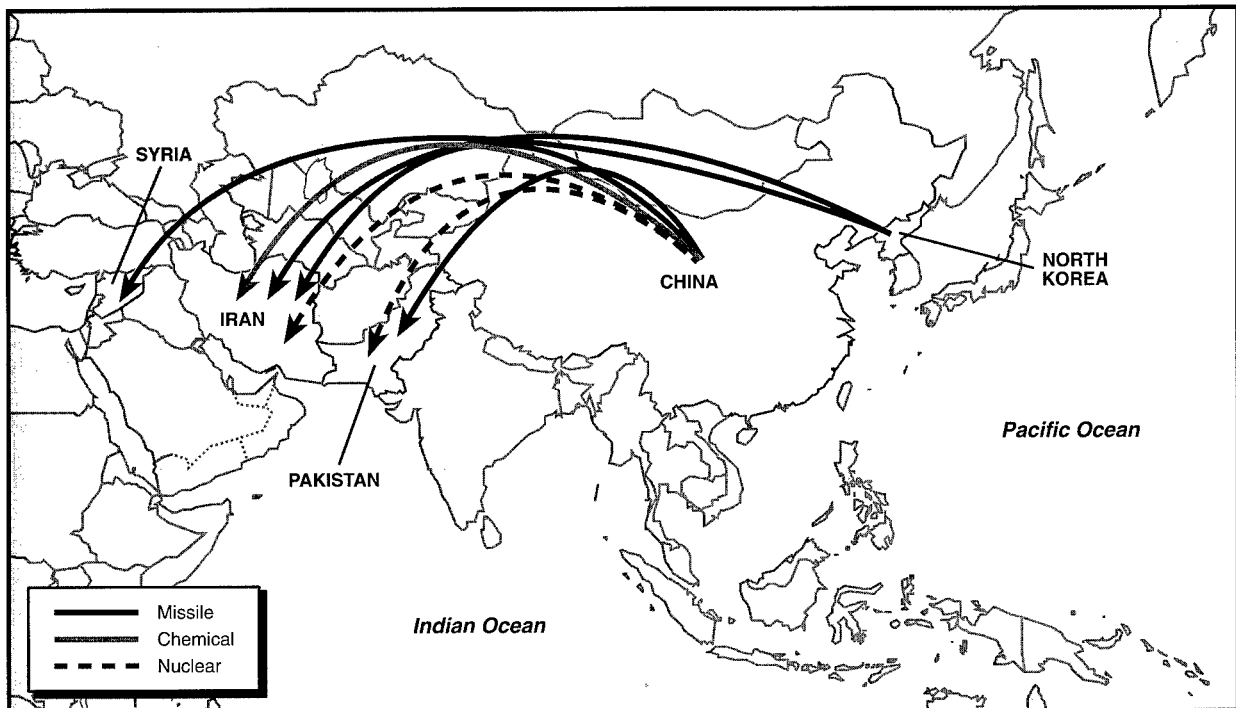 SYRIA
IRAN
PAKISTAN
CHINA
NORTH
KOREA
Pacific Ocean
Indian Ocean
Missile
Chemical
Nuclear